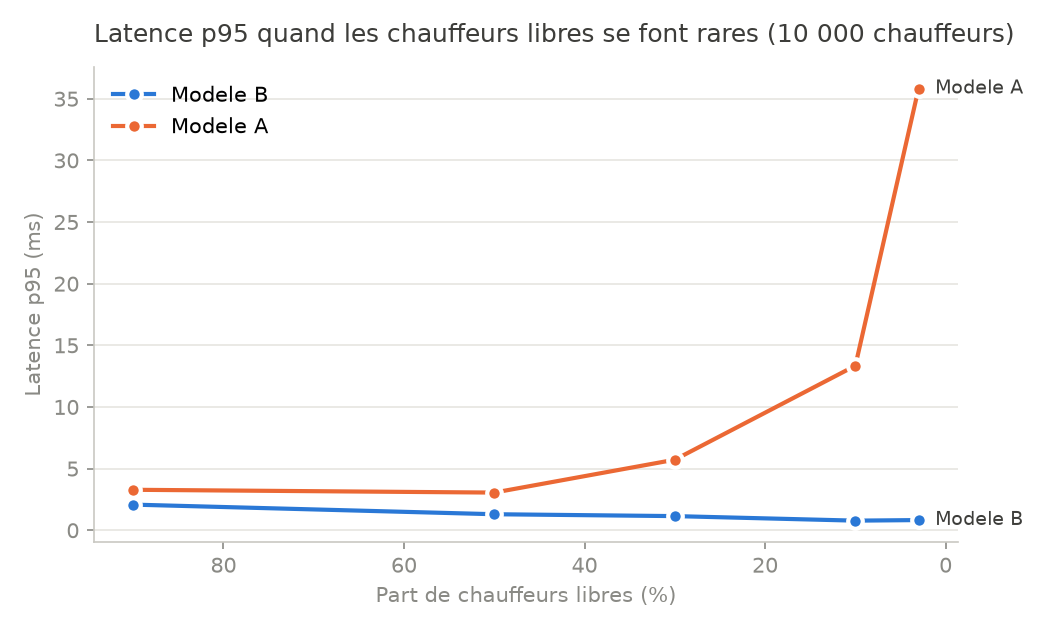 Latence p95 quand les chauffeurs libres se font rares (10 000 chauffeurs)
Modele B
Modele A
Modele A
Modele B
Latence p95 (ms)
35
30
25
20
15
10
5
0
80
60
40
20
0
Part de chauffeurs libres (%)